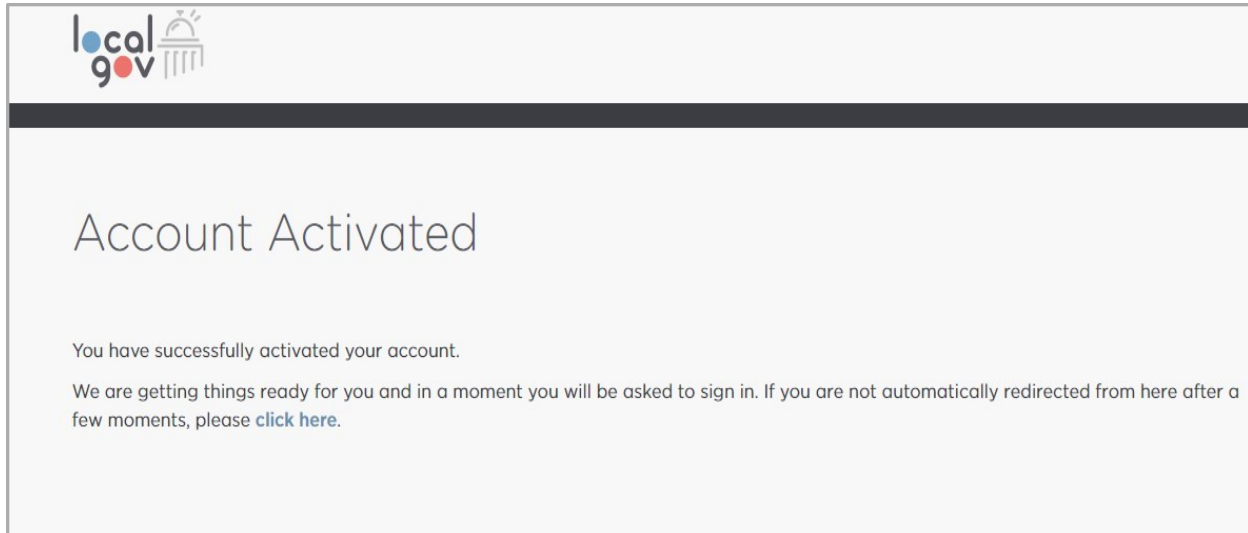 local
gov
Account Activated
You have successfully activated your account.
We are getting things ready for you and in a moment you will be asked to sign in. If you are not automatically redirected from here after a
few moments, please click here.